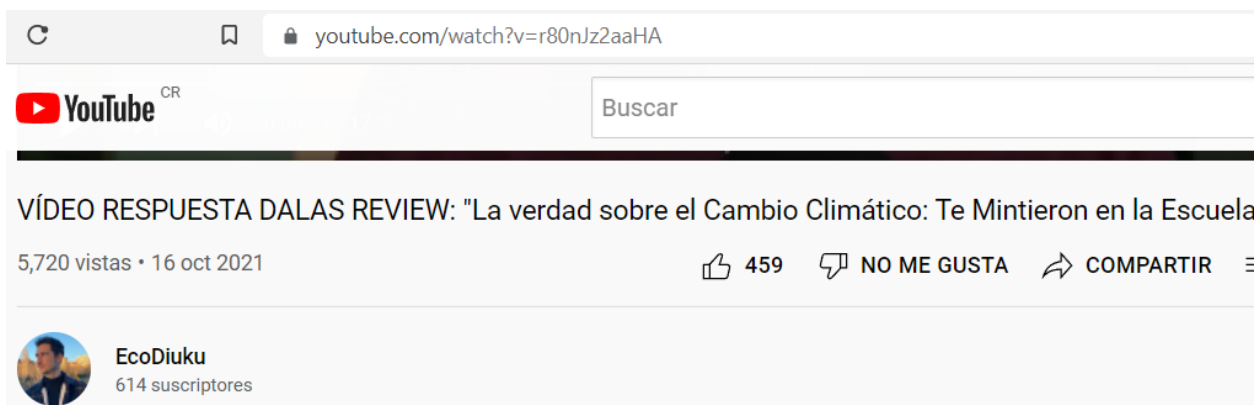 youtube.com/watch?v=r80nJz2aaHA
YouTube CR
Buscar
VÍDEO RESPUESTA DALAS REVIEW: "La verdad sobre el Cambio Climático: Te Mintieron en la Escuela
5,720 vistas • 16 oct 2021 459 NO ME GUSTA COMPARTIR
EcoDiuku
614 suscriptores